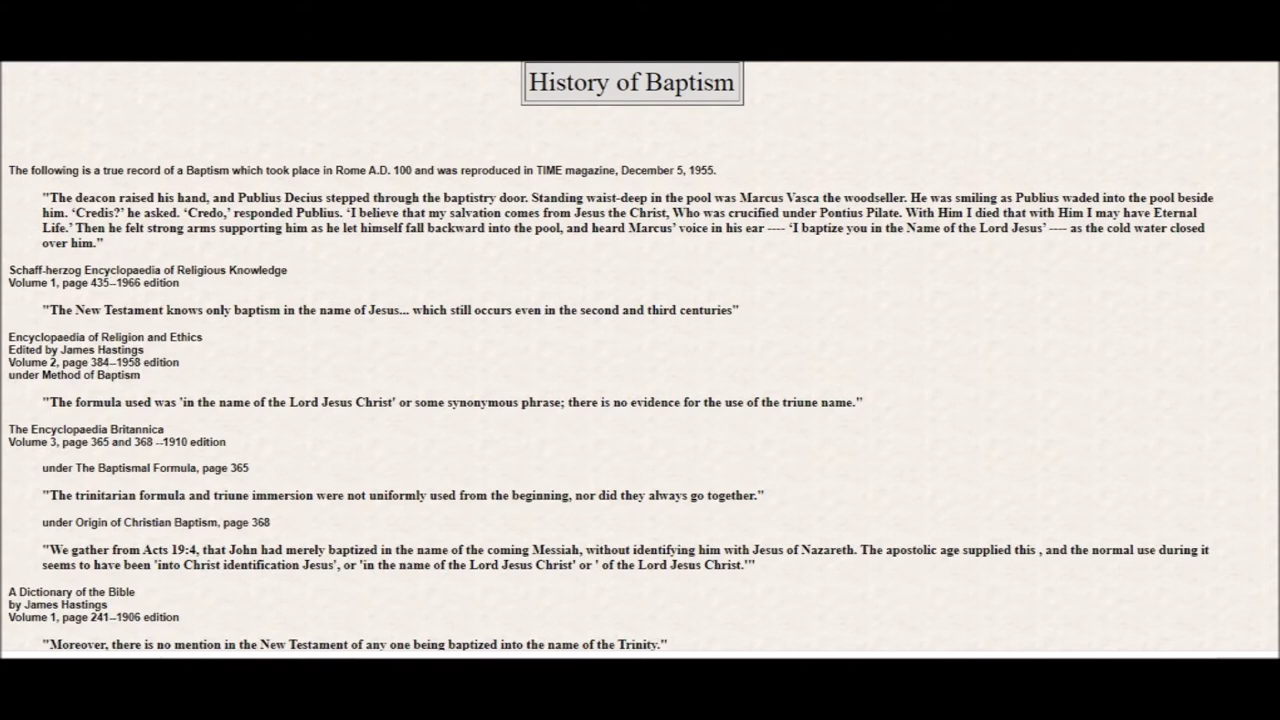 History of Baptism
The following is a true record of a Baptism which took place in Rome A.D. 100 and was reproduced in TIME magazine, December 5, 1955.
"The deacon raised his hand, and Publius Decius stepped through the baptistry door. Standing waist-deep in the pool was Marcus Vasca the woodseller. He was smiling as Publius waded into the pool beside
him. ‘Credis?’ he asked. ‘Credo,’ responded Publius. ‘I believe that my salvation comes from Jesus the Christ, Who was crucified under Pontius Pilate. With Him I died that with Him I may have Eternal
Life.’ Then he felt strong arms supporting him as he let himself fall backward into the pool, and heard Marcus’ voice in his ear ---- ‘I baptize you in the Name of the Lord Jesus’ ---- as the cold water closed
over him."
Schaff-herzog Encyclopaedia of Religious Knowledge
Volume 1, page 435--1966 edition
"The New Testament knows only baptism in the name of Jesus... which still occurs even in the second and third centuries"
Encyclopaedia of Religion and Ethics
Edited by James Hastings
Volume 2, page 384--1958 edition
under Method of Baptism
"The formula used was 'in the name of the Lord Jesus Christ' or some synonymous phrase; there is no evidence for the use of the triune name."
The Encyclopaedia Britannica
Volume 3, page 365 and 368 --1910 edition
under The Baptismal Formula, page 365
"The trinitarian formula and triune immersion were not uniformly used from the beginning, nor did they always go together."
under Origin of Christian Baptism, page 368
"We gather from Acts 19:4, that John had merely baptized in the name of the coming Messiah, without identifying him with Jesus of Nazareth. The apostolic age supplied this , and the normal use during it
seems to have been 'into Christ identification Jesus', or 'in the name of the Lord Jesus Christ' or ' of the Lord Jesus Christ.'"
A Dictionary of the Bible
by James Hastings
Volume 1, page 241--1906 edition
"Moreover, there is no mention in the New Testament of any one being baptized into the name of the Trinity."